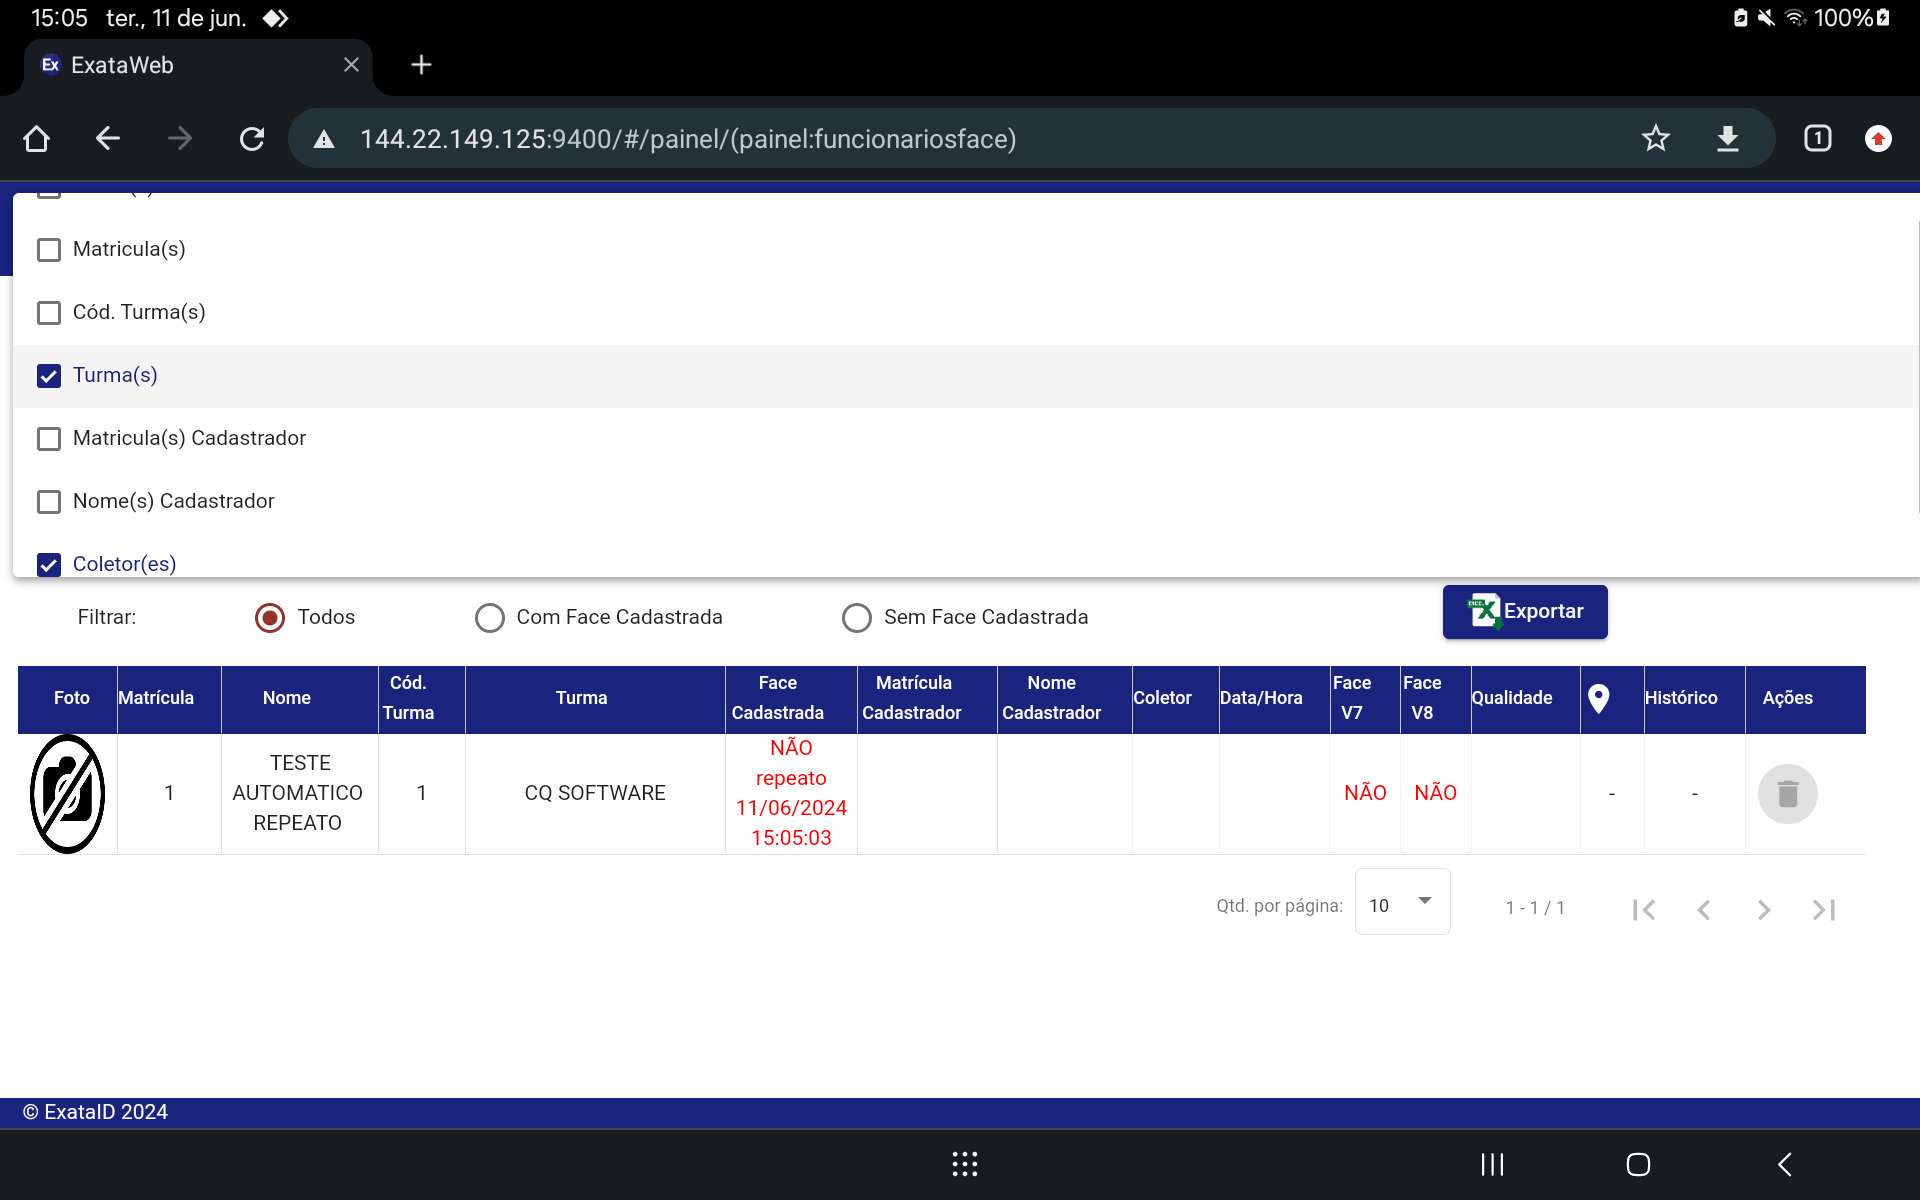 15:05 ter., 11 de jun.
100%
Ex ExataWeb
144.22.149.125:9400/#/painel/(painel:funcionariosface)
1
Matricula(s)
Cód. Turma(s)
Turma(s)
Matricula(s) Cadastrador
Nome(s) Cadastrador
Coletor(es)
Filtrar: Todos Com Face Cadastrada Sem Face Cadastrada
Exportar
Foto Matrícula Nome Cód. Turma Turma Face Cadastrada Matrícula Cadastrador Nome Cadastrador Coletor Data/Hora Face V7 Face V8 Qualidade Histórico Ações
1 TESTE AUTOMATICO REPEATO 1 CQ SOFTWARE NÃO repeato 11/06/2024 15:05:03 NÃO NÃO - -
Qtd. por página: 10 1 - 1 / 1
© ExataID 2024